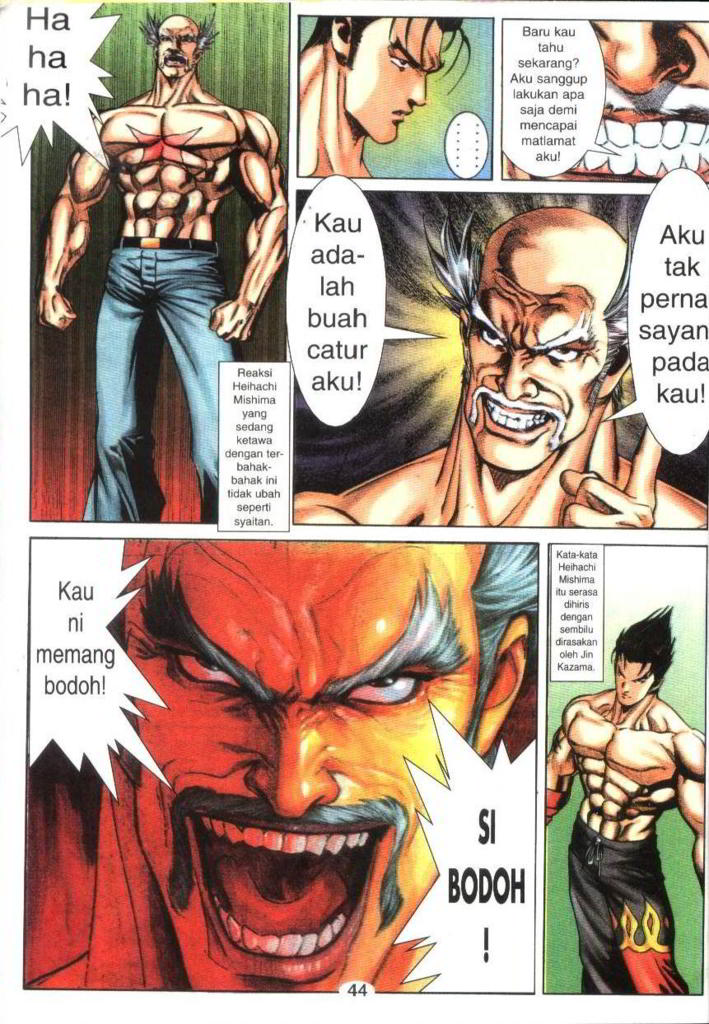 Ha
ha
ha!
Baru kau
tahu
sekarang?
Aku sanggup
lakukan apa
saja demi
mencapai
matlamat
aku!
Kau
ada-
lah
buah
catur
aku!
Aku
tak
perna
sayan
pada
kau!
Reaksi
Heihachi
Mishima
yang
sedang
ketawa
dengan ter-
bahak-
bahak ini
tidak ubah
seperti
syaitan.
Kau
ni
memang
bodoh!
SI
BODOH
!
Kata-kata
Heihachi
Mishima
itu serasa
dihiris
dengan
sembilu
dirasakan
oleh Jin
Kazama.
44